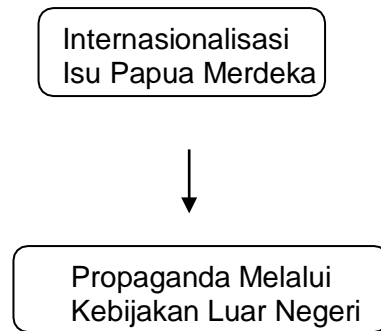 Internasionalisasi
Isu Papua Merdeka
Propaganda Melalui
Kebijakan Luar Negeri